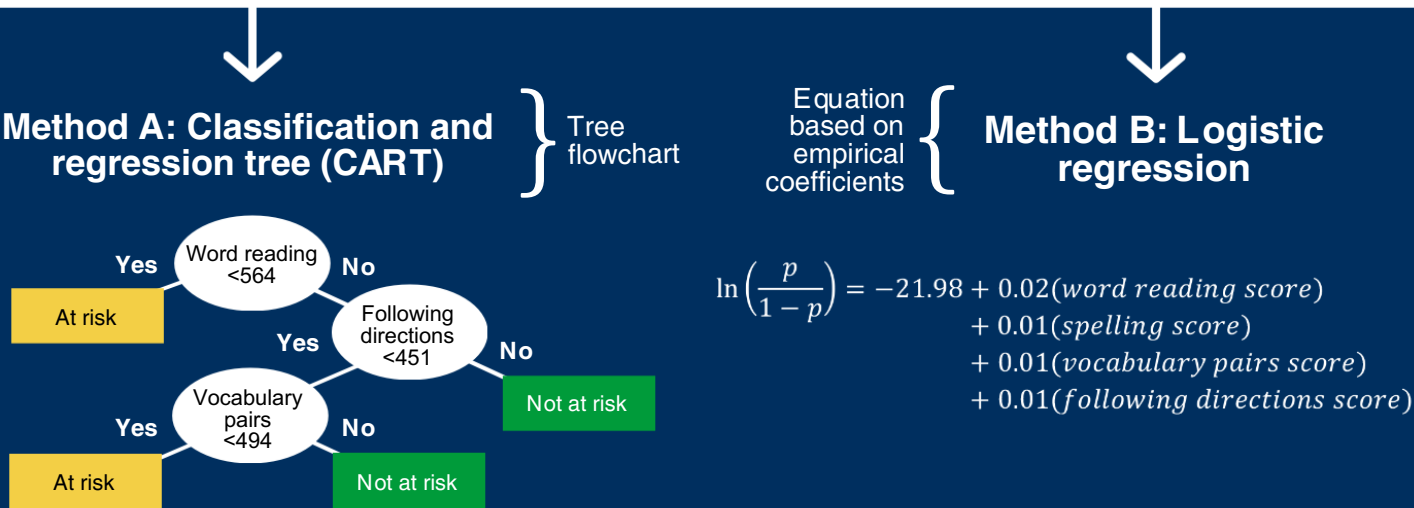 Method A: Classification and
regression tree (CART)
Tree
flowchart
Word reading
<564
Yes
No
At risk
Following
directions
<451
Yes
No
Not at risk
Vocabulary
pairs
<494
Yes
No
At risk
Not at risk
Equation
based on
empirical
coefficients
Method B: Logistic
regression
ln(p/(1 − p)) = −21.98 + 0.02(word reading score)
+ 0.01(spelling score)
+ 0.01(vocabulary pairs score)
+ 0.01(following directions score)